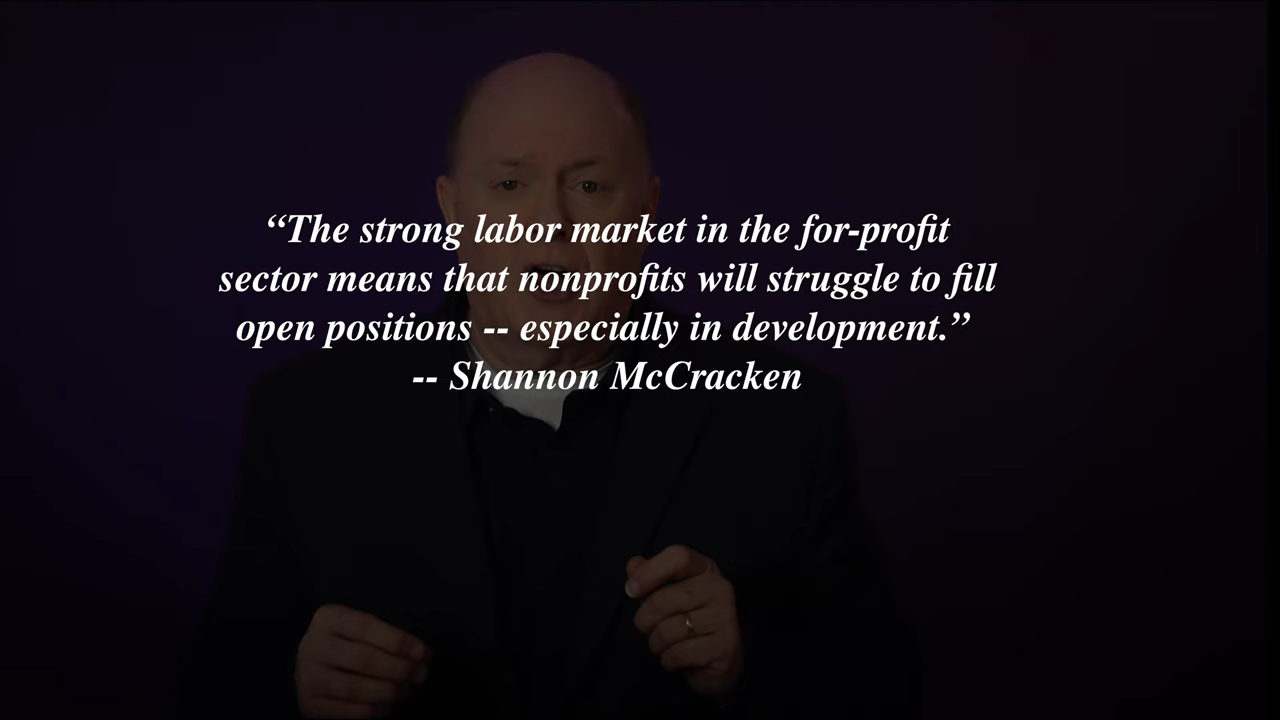 “The strong labor market in the for-profit
sector means that nonprofits will struggle to fill
open positions -- especially in development.”
-- Shannon McCracken